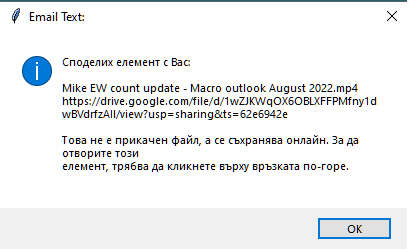 Email Text:
Споделих елемент с Вас:
Mike EW count update - Macro outlook August 2022.mp4
https://drive.google.com/file/d/1wZJKWqOX6OBLXFFPMfny1d
wBVdrfzAII/view?usp=sharing&ts=62e6942e
Това не е прикачен файл, а се съхранява онлайн. За да
отворите този
елемент, трябва да кликнете върху връзката по-горе.
OK